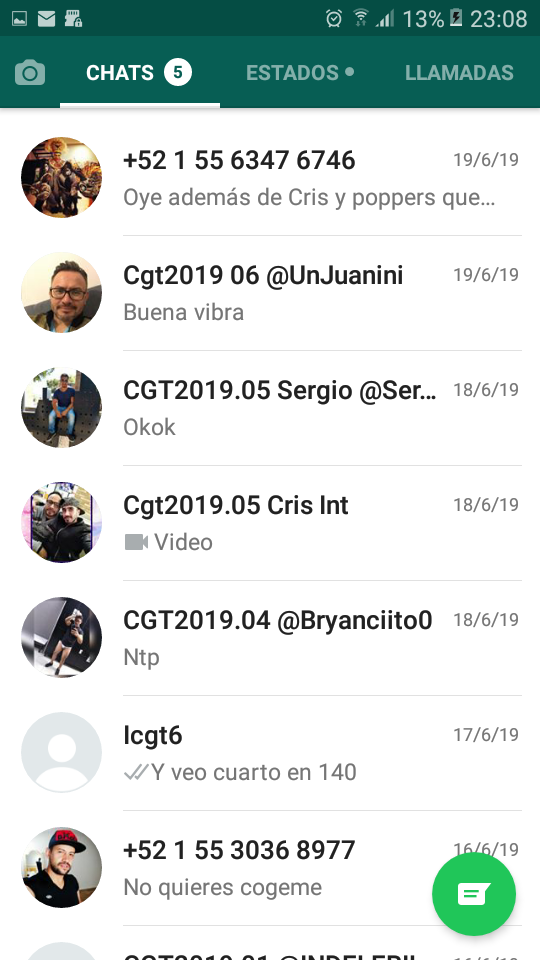 13% 23:08
CHATS 5 ESTADOS LLAMADAS
+52 1 55 6347 6746 19/6/19
Oye además de Cris y poppers que...
Cgt2019 06 @UnJuanini 19/6/19
Buena vibra
CGT2019.05 Sergio @Ser... 18/6/19
Okok
Cgt2019.05 Cris Int 18/6/19
Video
CGT2019.04 @Bryanciito0 18/6/19
Ntp
Icgt6 17/6/19
Y veo cuarto en 140
+52 1 55 3036 8977 16/6/19
No quieres cogeme